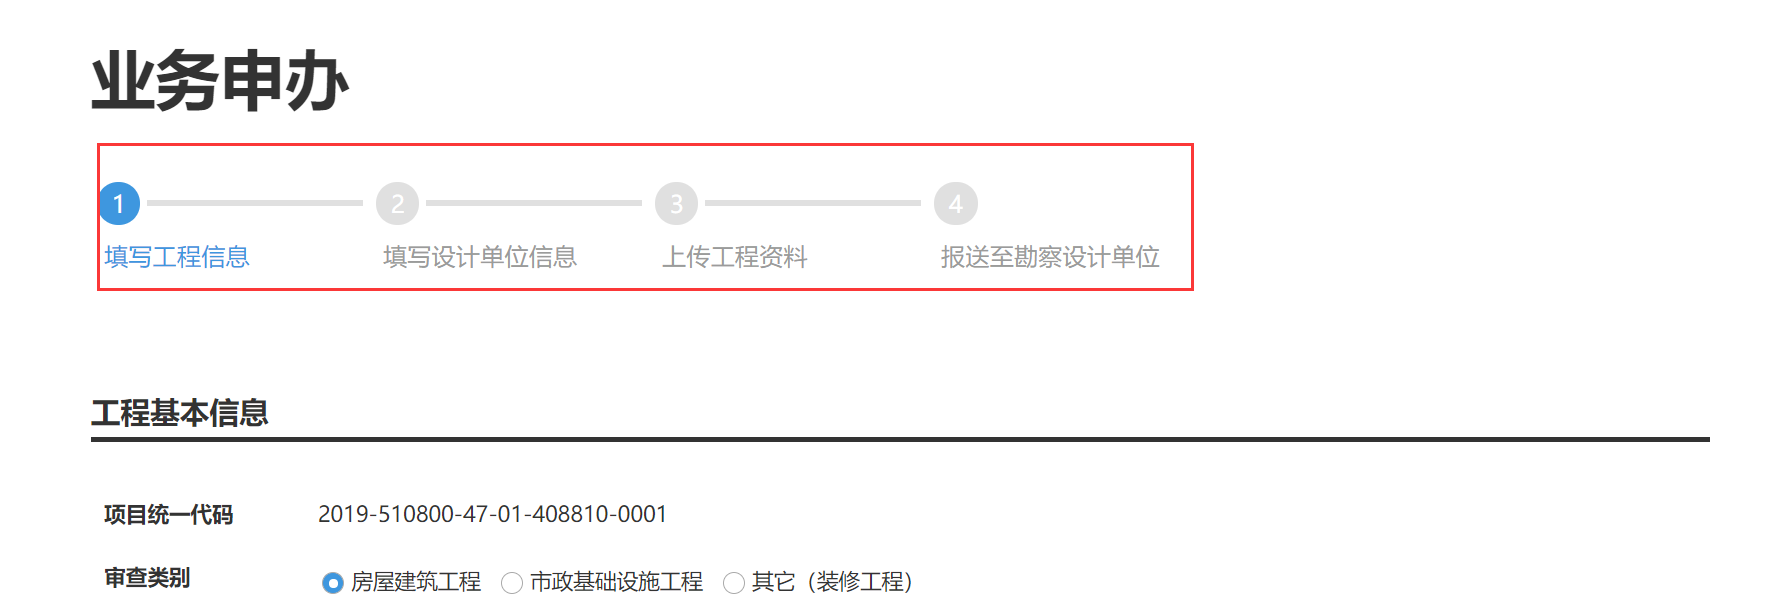 业务申办
1 2 3 4
填写工程信息 填写设计单位信息 上传工程资料 报送至勘察设计单位
工程基本信息
项目统一代码 2019-510800-47-01-408810-0001
审查类别 房屋建筑工程 市政基础设施工程 其它（装修工程）